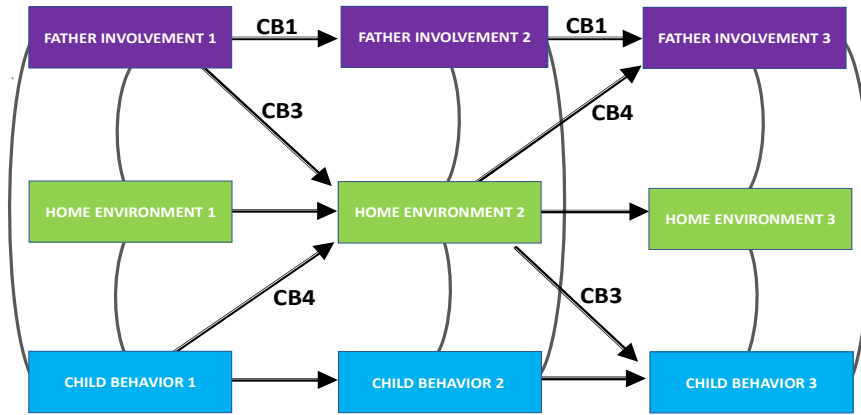 FATHER INVOLVEMENT 1
CB1
FATHER INVOLVEMENT 2
CB1
FATHER INVOLVEMENT 3
CB3
CB4
HOME ENVIRONMENT 1
HOME ENVIRONMENT 2
HOME ENVIRONMENT 3
CB4
CB3
CHILD BEHAVIOR 1
CHILD BEHAVIOR 2
CHILD BEHAVIOR 3